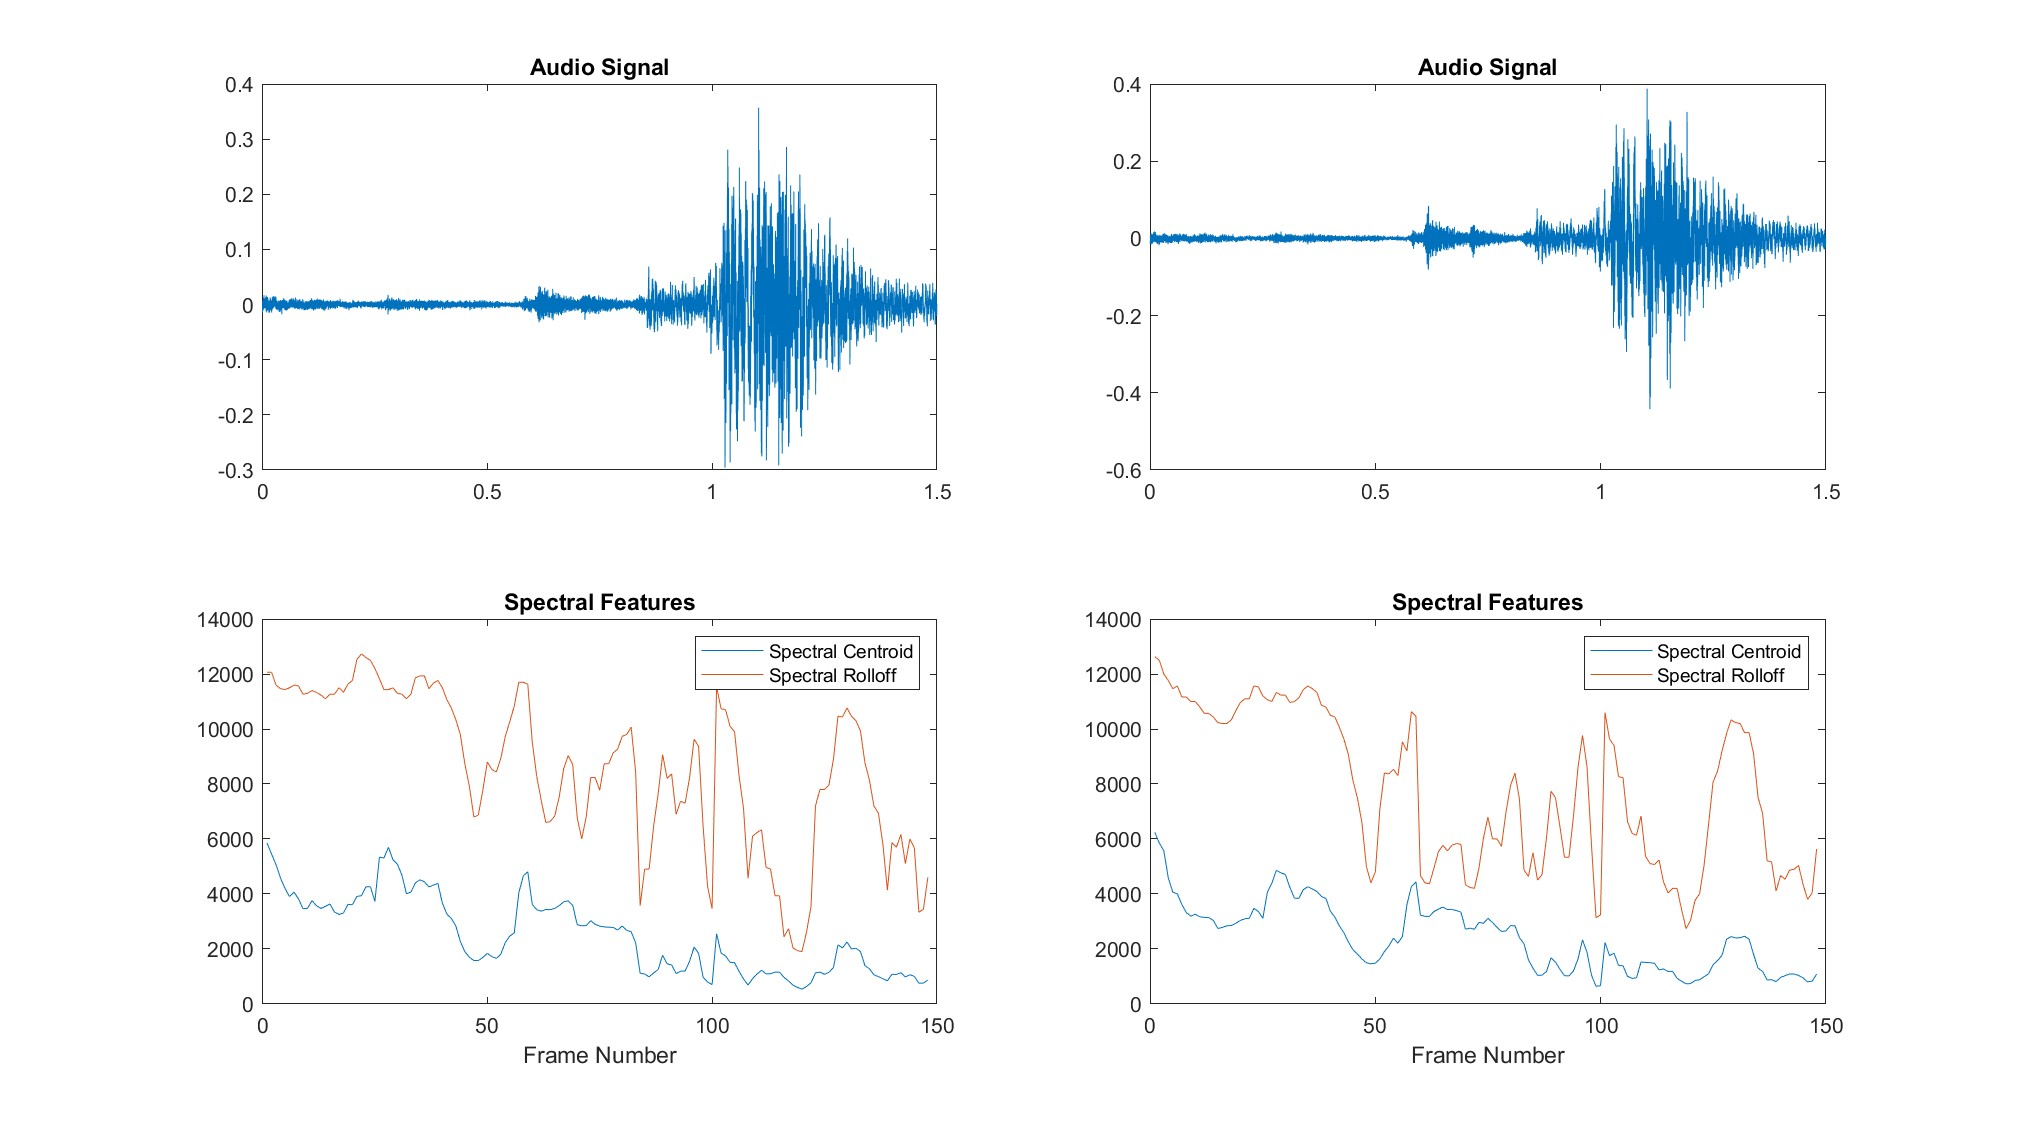 Audio Signal
0.4
0.3
0.2
0.1
0
-0.1
-0.2
-0.3
0 0.5 1 1.5
Audio Signal
0.4
0.2
0
-0.2
-0.4
-0.6
0 0.5 1 1.5
Spectral Features
14000
12000
10000
8000
6000
4000
2000
0
Spectral Centroid
Spectral Rolloff
0 50 100 150
Frame Number
Spectral Features
14000
12000
10000
8000
6000
4000
2000
0
Spectral Centroid
Spectral Rolloff
0 50 100 150
Frame Number